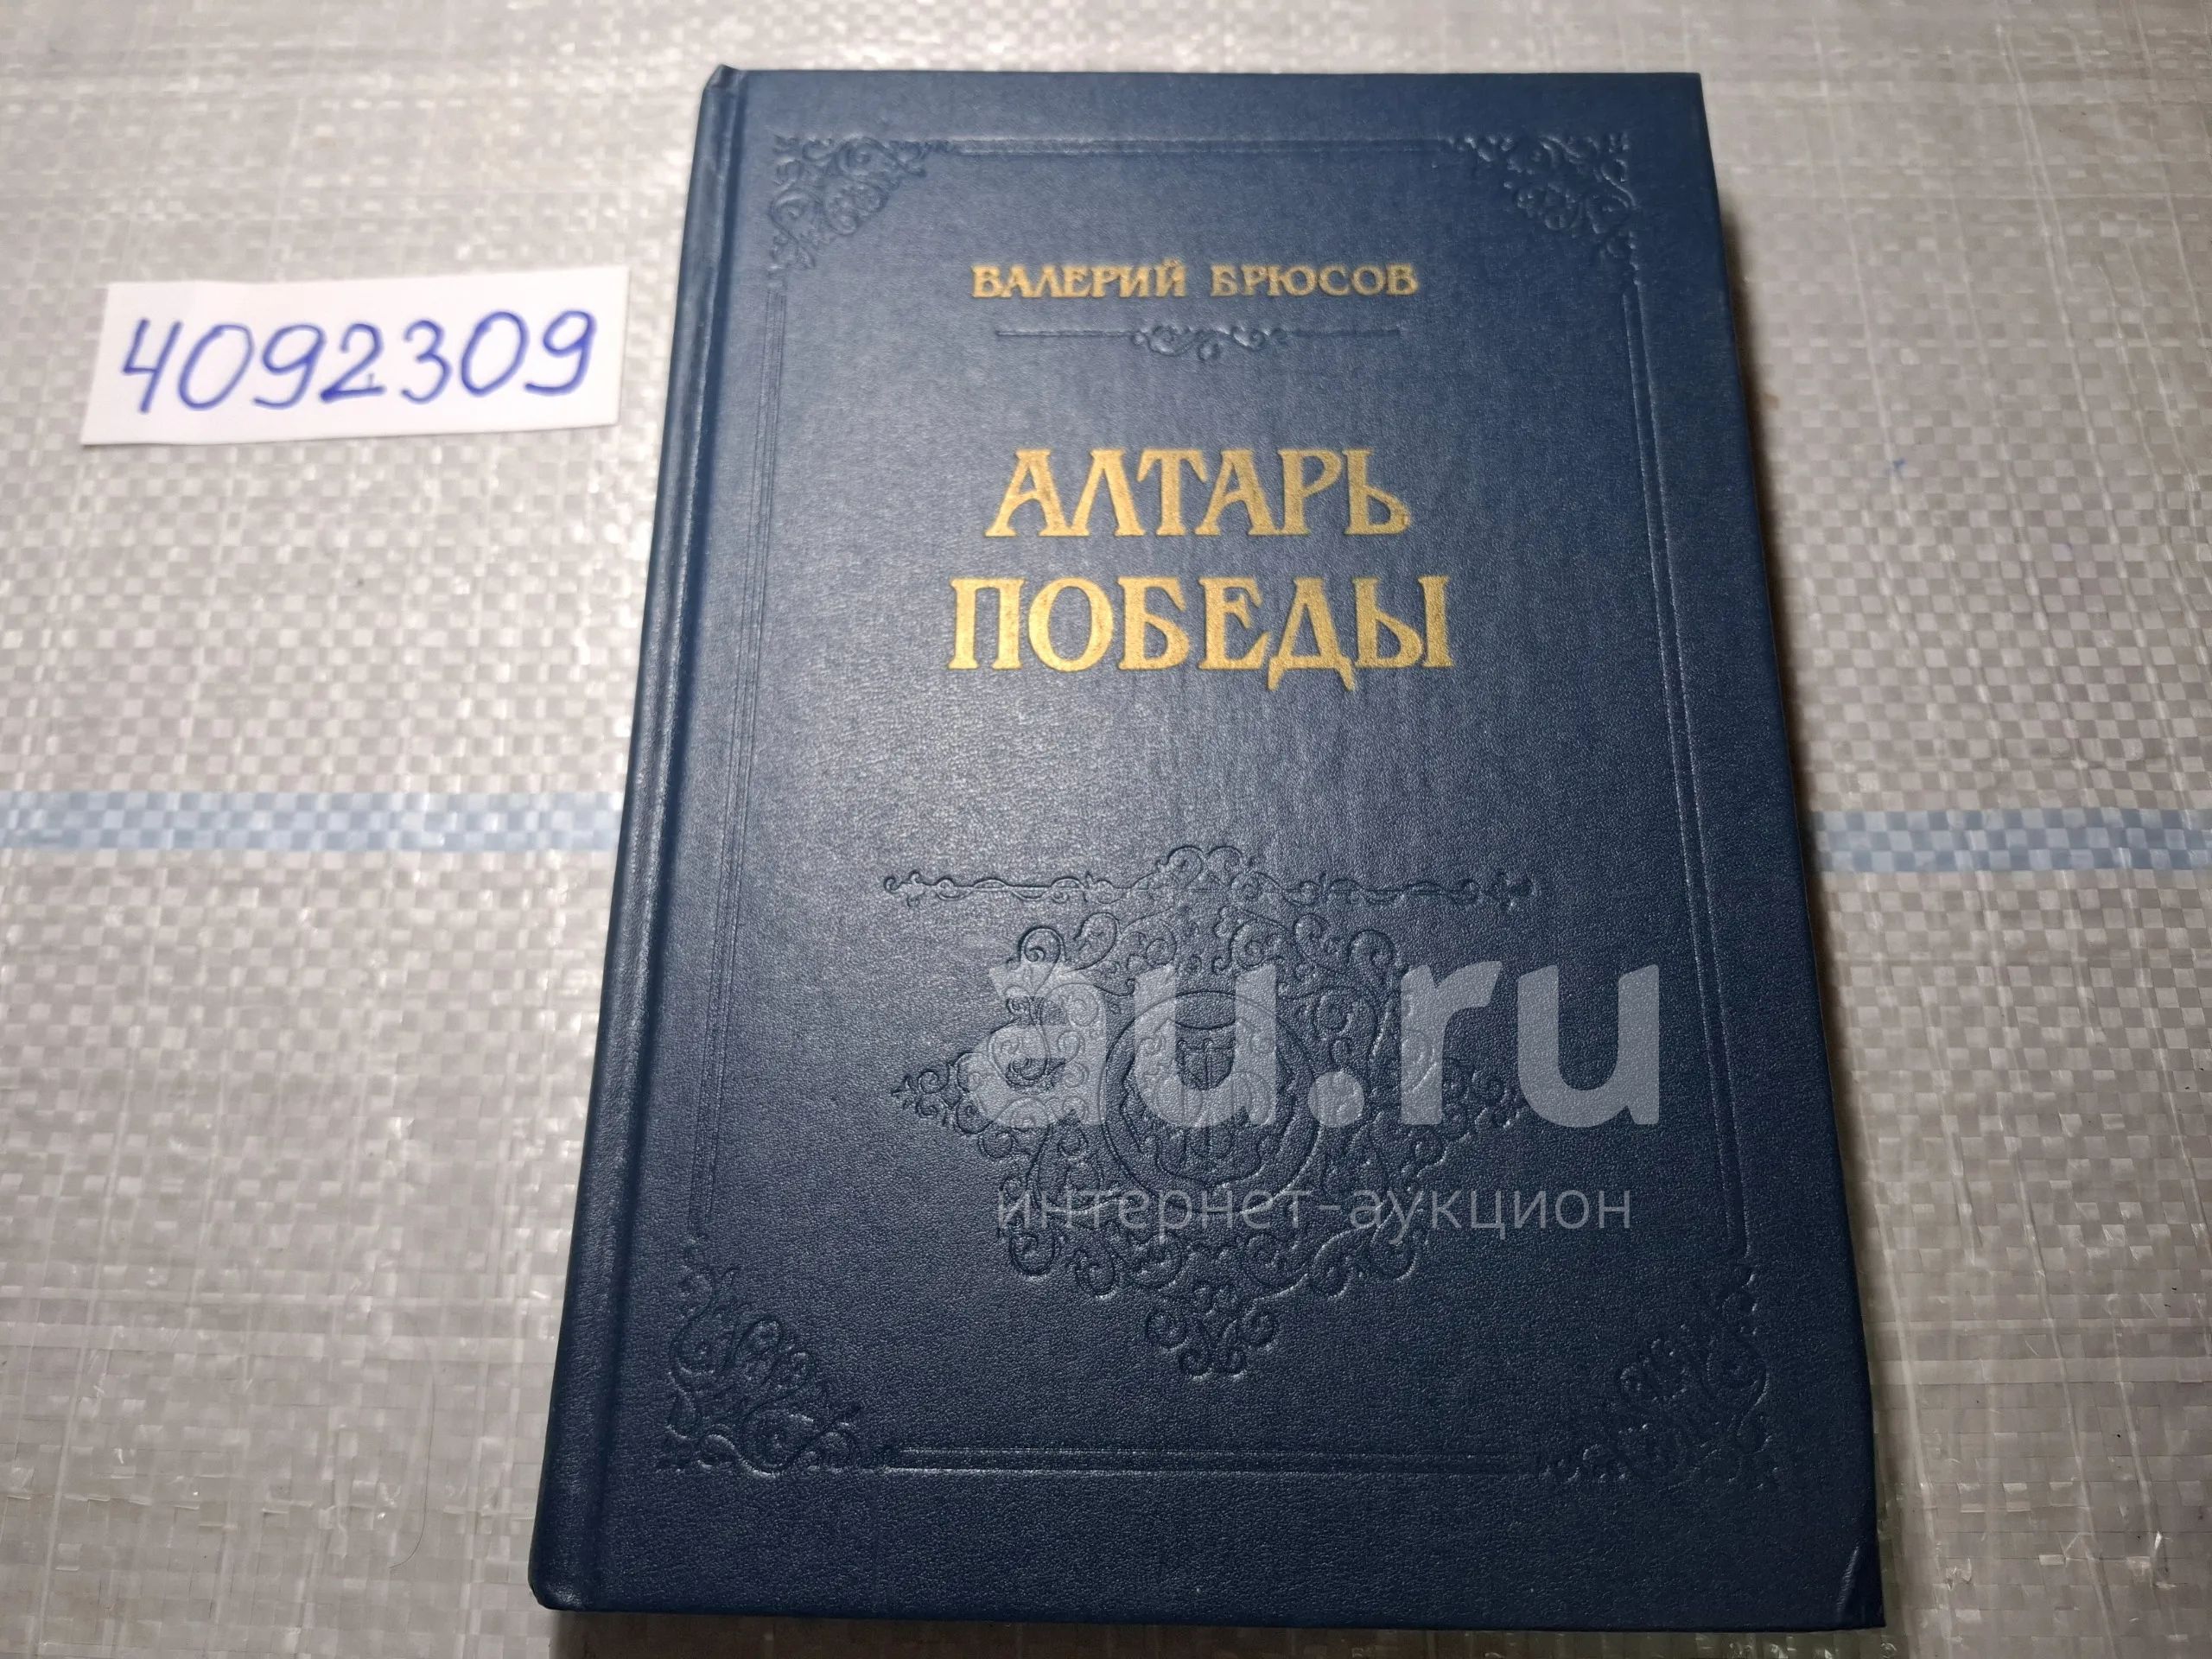 4092309
ВАЛЕРИЙ БРЮСОВ
АЛТАРЬ
ПОБЕДЫ
au.ru
интернет-аукцион